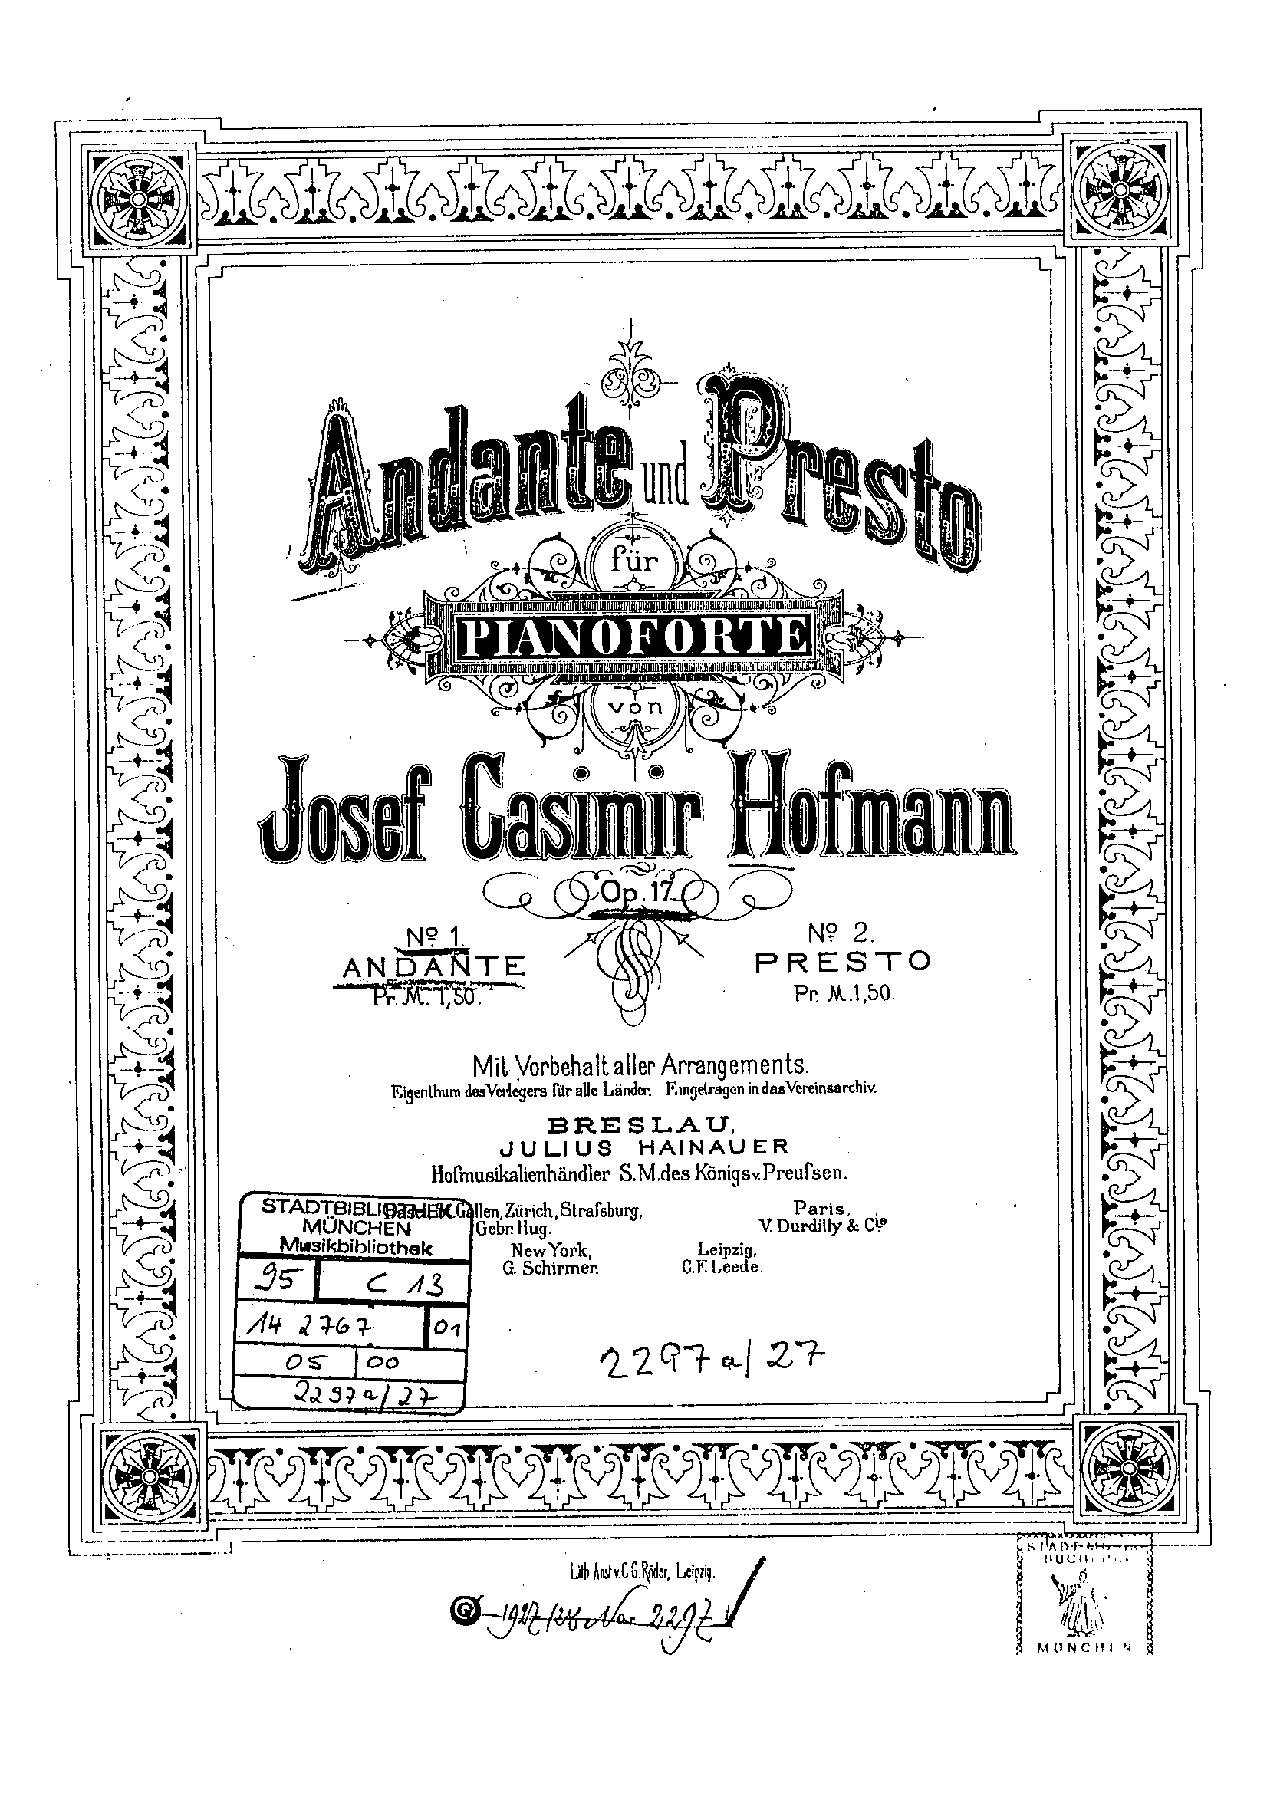 Andante und Presto
für
PIANOFORTE
von
Josef Casimir Hofmann
Op. 17.
No 1.
ANDANTE
Pr. M. 1,50.
No 2.
PRESTO
Pr. M. 1,50.
Mit Vorbehalt aller Arrangements.
Eigenthum des Verlegers für alle Länder. Eingetragen in das Vereinsarchiv.
BRESLAU,
JULIUS HAINAUER
Hofmusikalienhändler S. M. des Königs v. Preufsen.
Gallen, Zürich, Strafsburg,
Gebr. Hug.
Paris,
V. Durdilly & Cie
New York,
G. Schirmer.
Leipzig,
C. F. Leede.
STADTBIBLIOTHEK
MÜNCHEN
Musikbibliothek
95 C 13
14 2767 01
05 00
2297a/27
2297a/27
Lith. Anst. v. C. G. Röder, Leipzig.
2297
MÜNCHEN